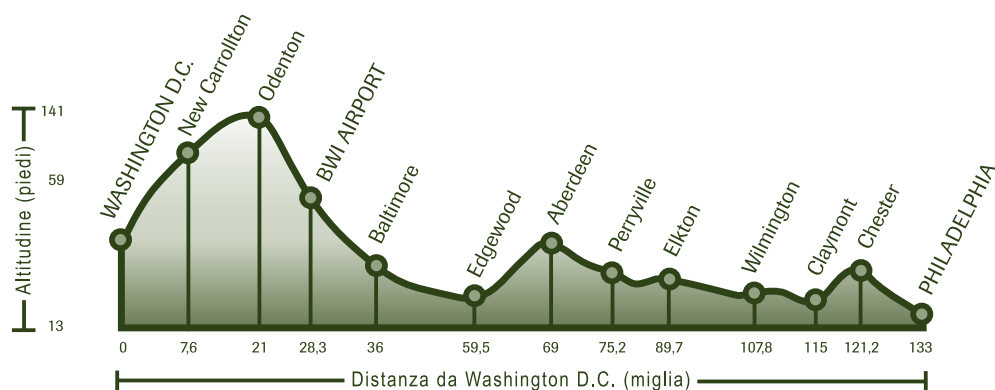 WASHINGTON D.C.
New Carrollton
Odenton
BWI AIRPORT
Baltimore
Edgewood
Aberdeen
Perryville
Elkton
Wilmington
Claymont
Chester
PHILADELPHIA
Altitudine (piedi)
141
59
13
0 7,6 21 28,3 36 59,5 69 75,2 89,7 107,8 115 121,2 133
Distanza da Washington D.C. (miglia)